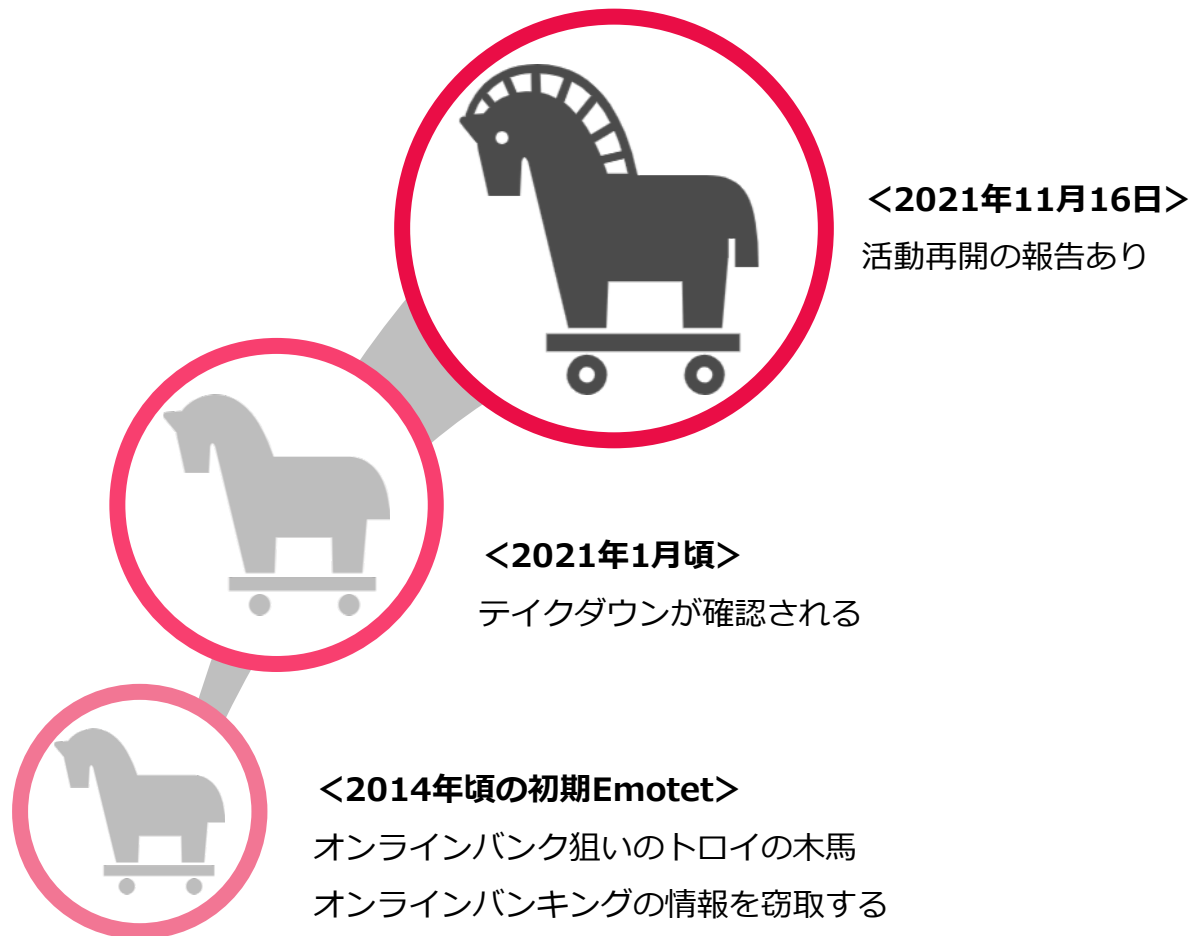 ＜2021年11月16日＞
活動再開の報告あり
＜2021年1月頃＞
テイクダウンが確認される
＜2014年頃の初期Emotet＞
オンラインバンク狙いのトロイの木馬
オンラインバンキングの情報を窃取する